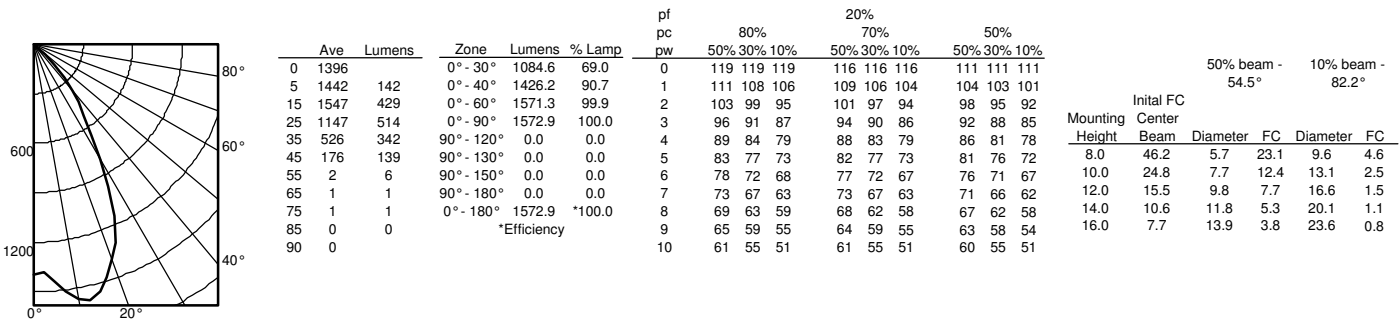 600
1200
0°
20°
40°
60°
80°
Ave Lumens
0 1396
5 1442 142
15 1547 429
25 1147 514
35 526 342
45 176 139
55 2 6
65 1 1
75 1 1
85 0 0
90 0
Zone Lumens % Lamp
0°- 30° 1084.6 69.0
0°- 40° 1426.2 90.7
0°- 60° 1571.3 99.9
0°- 90° 1572.9 100.0
90°- 120° 0.0 0.0
90°- 130° 0.0 0.0
90°- 150° 0.0 0.0
90°- 180° 0.0 0.0
0°- 180° 1572.9 *100.0
*Efficiency
pf 20%
pc 80% 70% 50%
pw 50% 30% 10% 50% 30% 10% 50% 30% 10%
0 119 119 119 116 116 116 111 111 111
1 111 108 106 109 106 104 104 103 101
2 103 99 95 101 97 94 98 95 92
3 96 91 87 94 90 86 92 88 85
4 89 84 79 88 83 79 86 81 78
5 83 77 73 82 77 73 81 76 72
6 78 72 68 77 72 67 76 71 67
7 73 67 63 73 67 63 71 66 62
8 69 63 59 68 62 58 67 62 58
9 65 59 55 64 59 55 63 58 54
10 61 55 51 61 55 51 60 55 51
50% beam - 10% beam -
54.5° 82.2°
Inital FC
Mounting Center
Height Beam Diameter FC Diameter FC
8.0 46.2 5.7 23.1 9.6 4.6
10.0 24.8 7.7 12.4 13.1 2.5
12.0 15.5 9.8 7.7 16.6 1.5
14.0 10.6 11.8 5.3 20.1 1.1
16.0 7.7 13.9 3.8 23.6 0.8